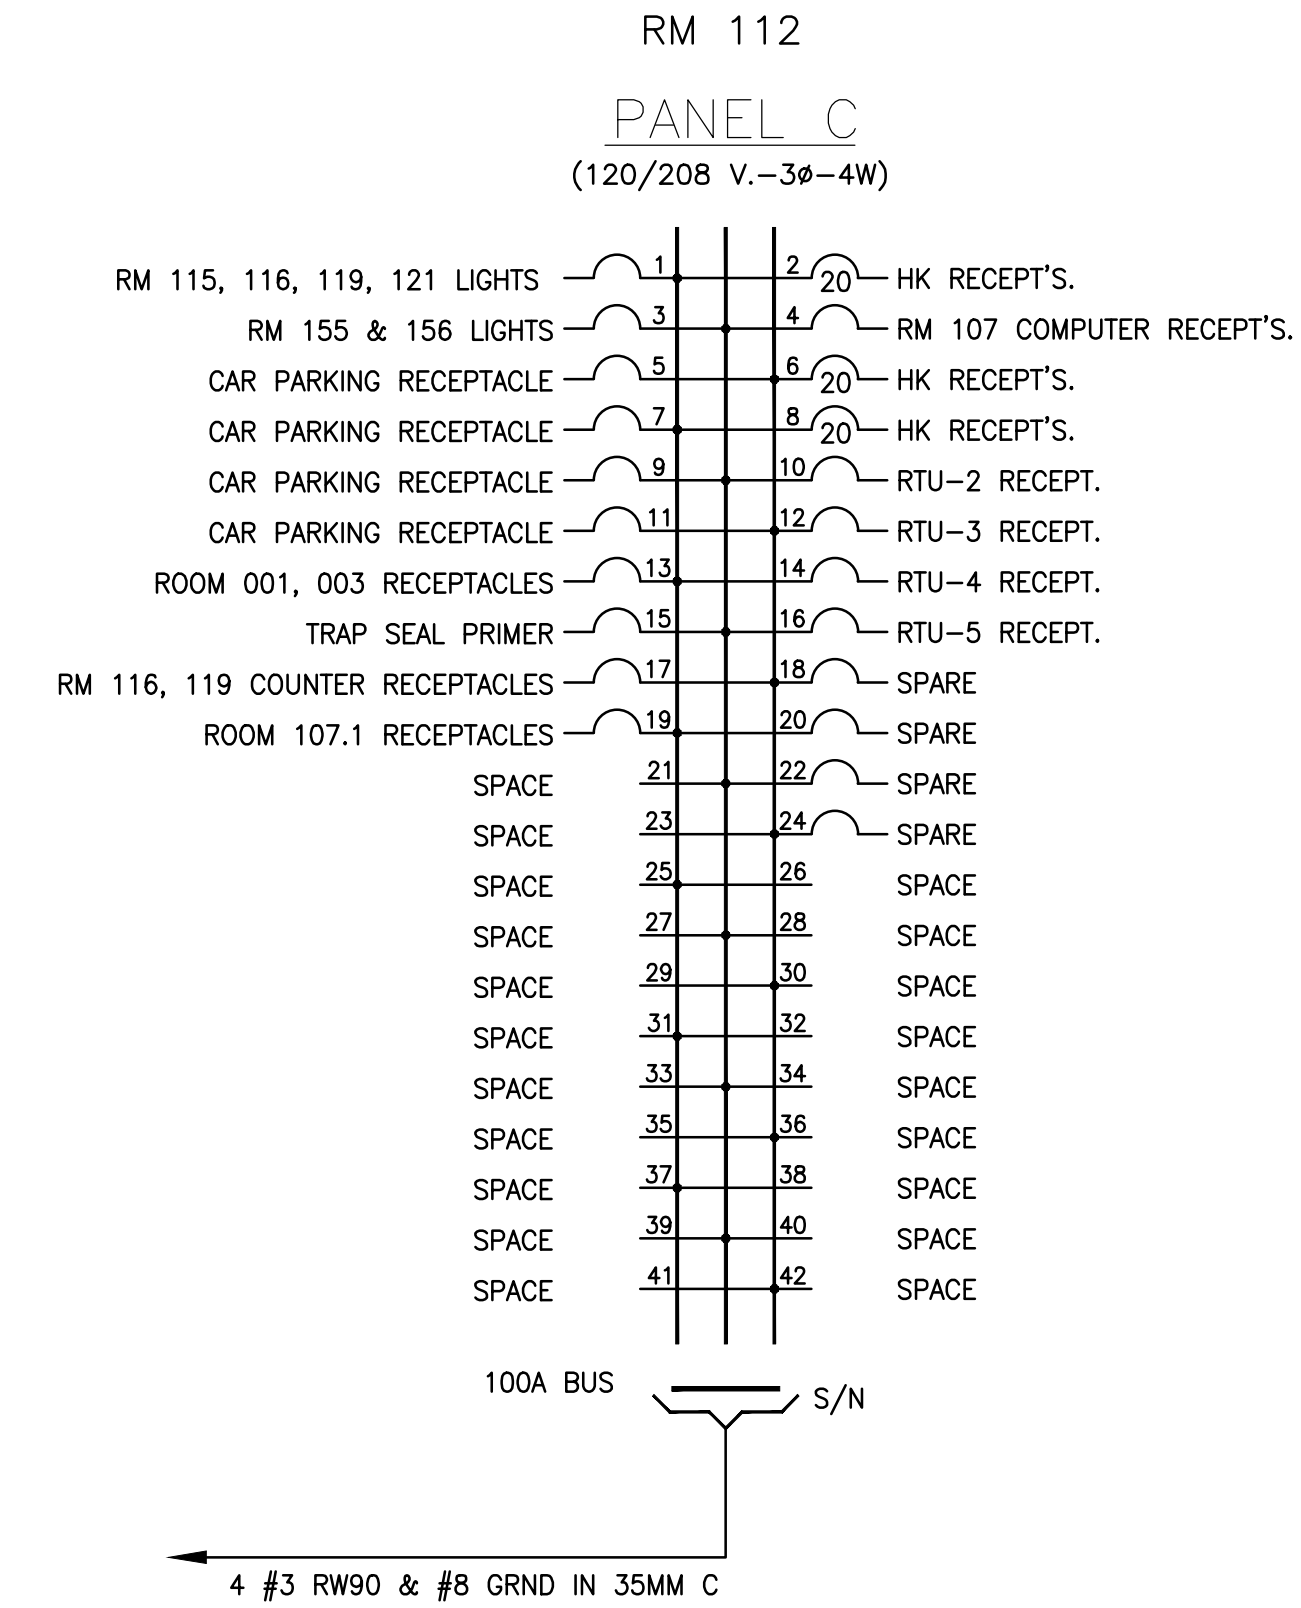 RM 112
PANEL C
(120/208 V.-3ø-4W)
RM 115, 116, 119, 121 LIGHTS 1 2 20 HK RECEPT'S.
RM 155 & 156 LIGHTS 3 4 RM 107 COMPUTER RECEPT'S.
CAR PARKING RECEPTACLE 5 6 20 HK RECEPT'S.
CAR PARKING RECEPTACLE 7 8 20 HK RECEPT'S.
CAR PARKING RECEPTACLE 9 10 RTU-2 RECEPT.
CAR PARKING RECEPTACLE 11 12 RTU-3 RECEPT.
ROOM 001, 003 RECEPTACLES 13 14 RTU-4 RECEPT.
TRAP SEAL PRIMER 15 16 RTU-5 RECEPT.
RM 116, 119 COUNTER RECEPTACLES 17 18 SPARE
ROOM 107.1 RECEPTACLES 19 20 SPARE
SPACE 21 22 SPARE
SPACE 23 24 SPARE
SPACE 25 26 SPACE
SPACE 27 28 SPACE
SPACE 29 30 SPACE
SPACE 31 32 SPACE
SPACE 33 34 SPACE
SPACE 35 36 SPACE
SPACE 37 38 SPACE
SPACE 39 40 SPACE
SPACE 41 42 SPACE
100A BUS S/N
4 #3 RW90 & #8 GRND IN 35MM C